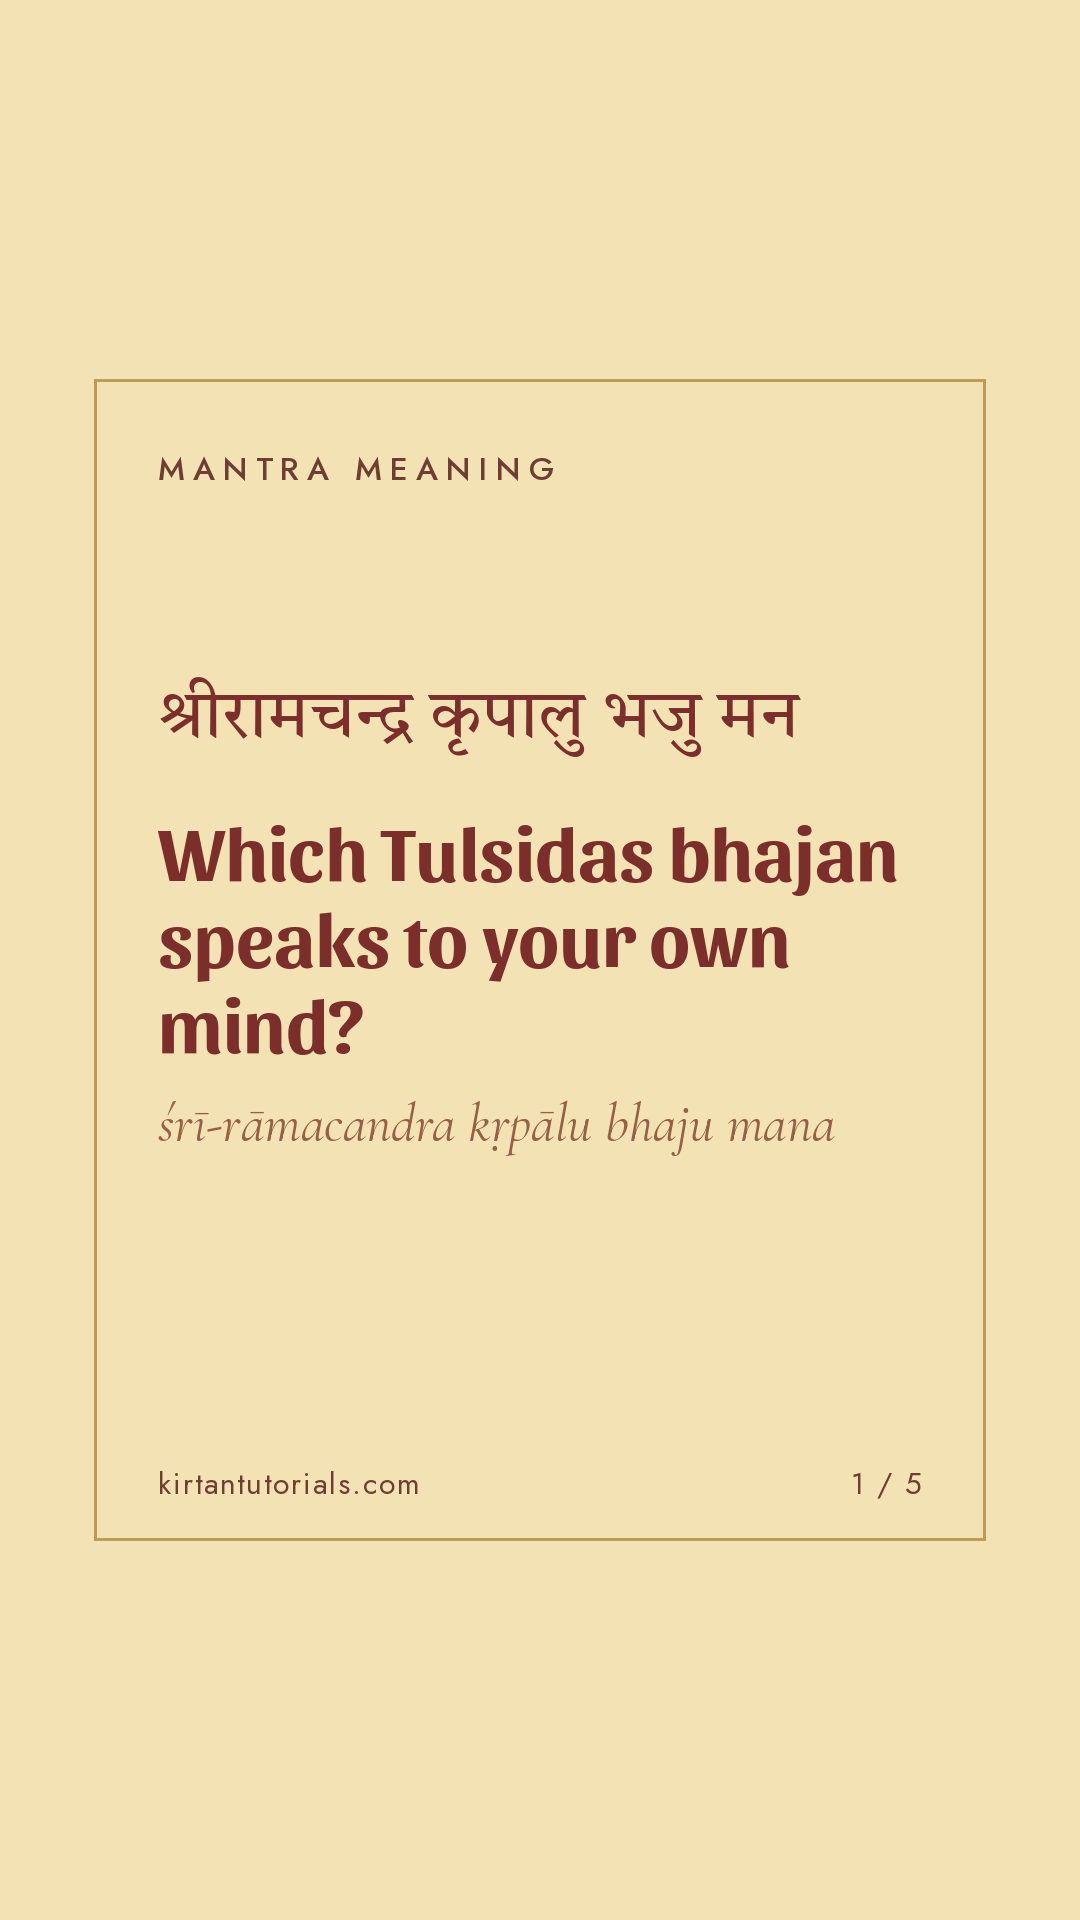 MANTRA MEANING
श्रीरामचन्द्र कृपालु भजु मन
Which Tulsidas bhajan
speaks to your own
mind?
śrī-rāmacandra kṛpālu bhaju mana
kirtantutorials.com
1 / 5